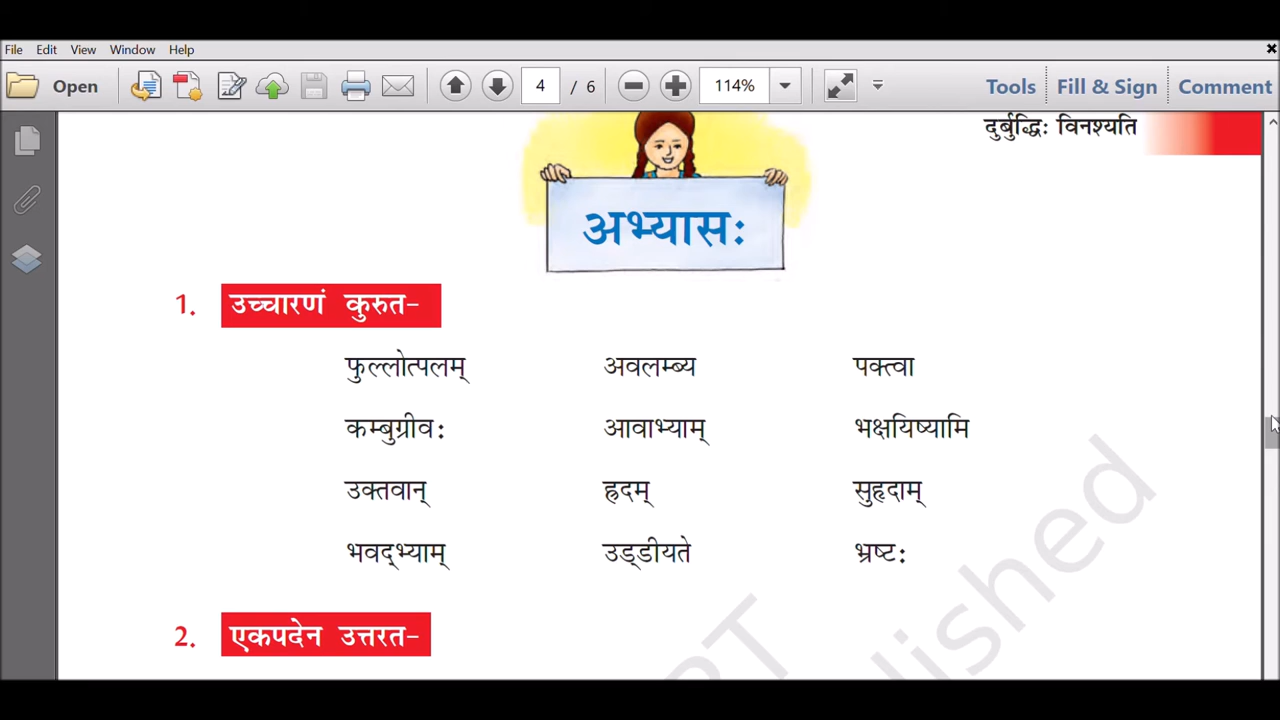 File Edit View Window Help
Open 4 / 6 114% Tools Fill & Sign Comment
दुर्बुद्धिः विनश्यति
अभ्यासः
1. उच्चारणं कुरुत-
फुल्लोत्पलम् अवलम्ब्य पक्त्वा
कम्बुग्रीवः आवाभ्याम् भक्षयिष्यामि
उक्तवान् ह्रदम् सुहृदाम्
भवद्भ्याम् उड्डीयते भ्रष्टः
2. एकपदेन उत्तरत-